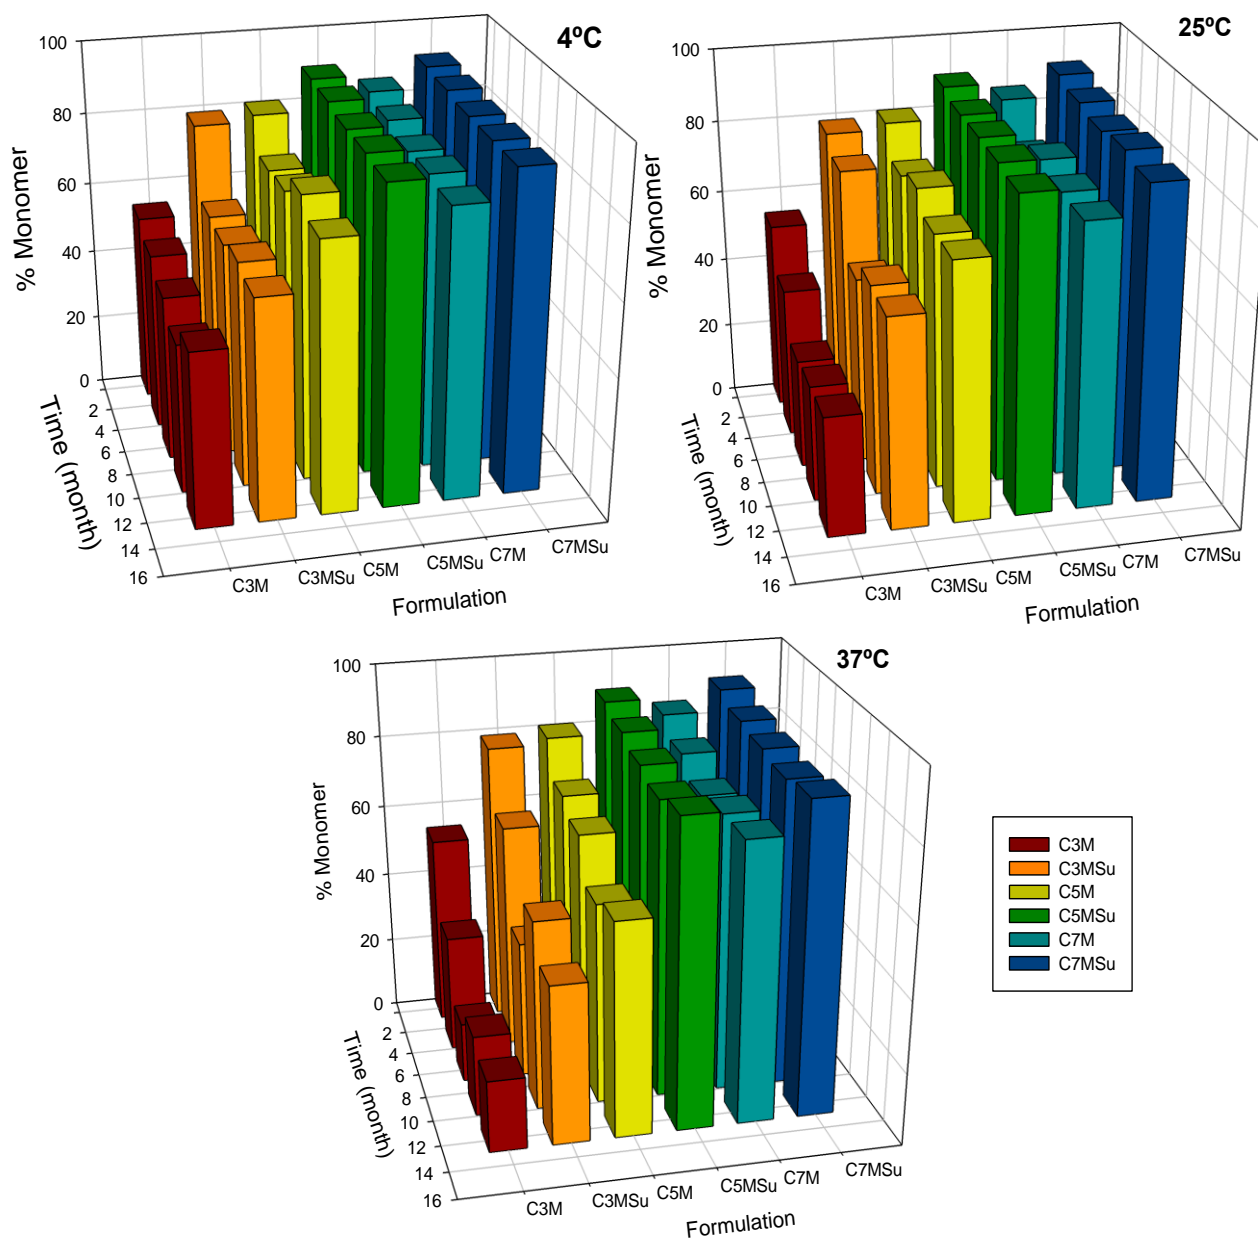 4ºC
% Monomer
100
80
60
40
20
0
2
4
6
8
10
12
14
16
Time (month)
C3M
C3MSu
C5M
C5MSu
C7M
C7MSu
Formulation
25ºC
% Monomer
100
80
60
40
20
0
2
4
6
8
10
12
14
16
Time (month)
C3M
C3MSu
C5M
C5MSu
C7M
C7MSu
Formulation
37ºC
% Monomer
100
80
60
40
20
0
2
4
6
8
10
12
14
16
Time (month)
C3M
C3MSu
C5M
C5MSu
C7M
C7MSu
Formulation
C3M
C3MSu
C5M
C5MSu
C7M
C7MSu